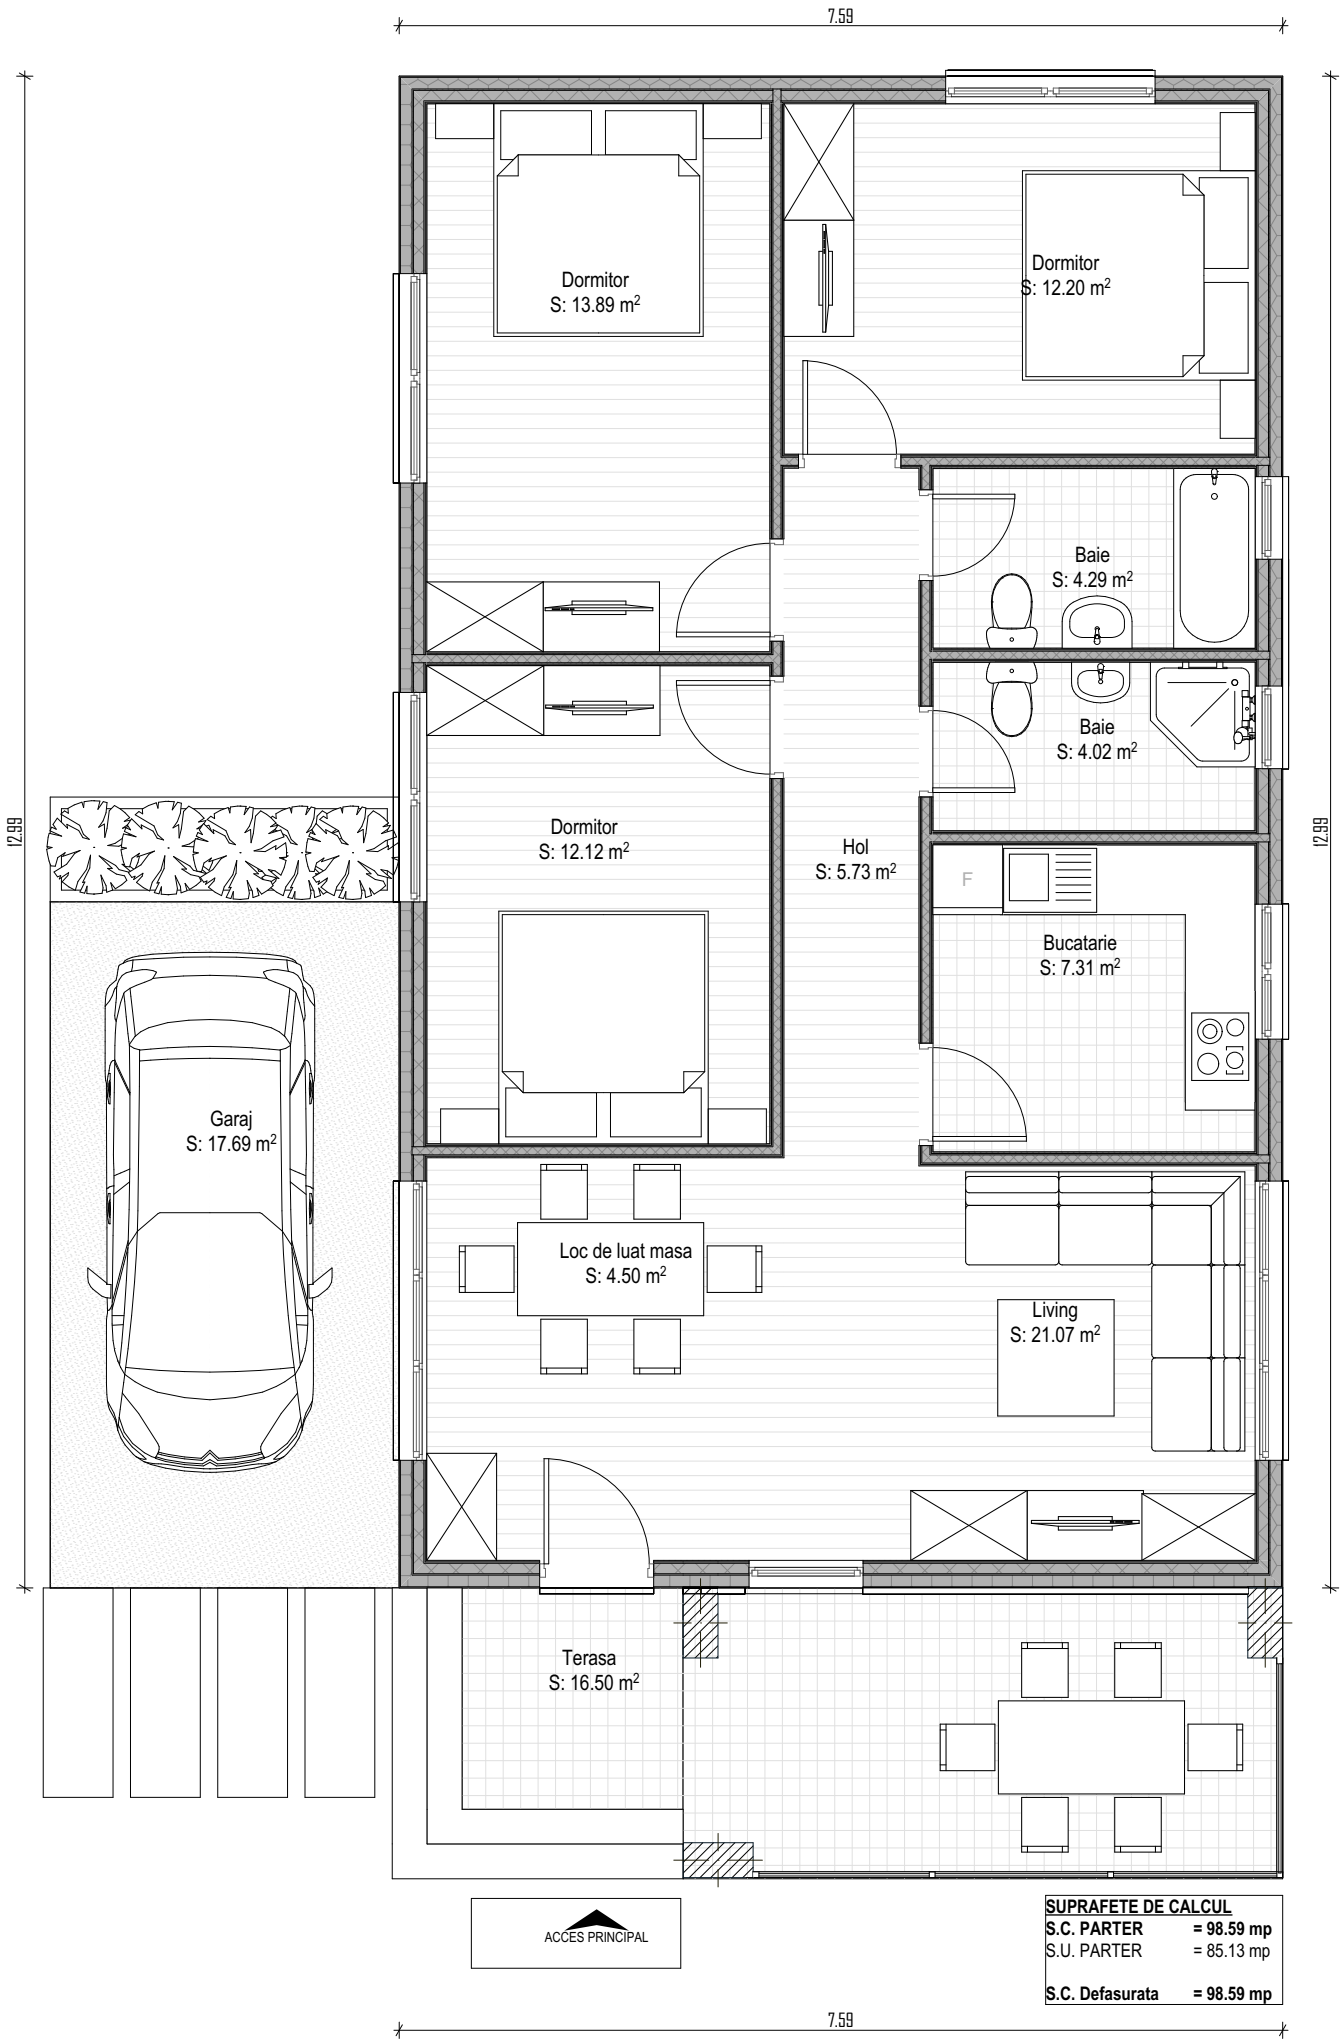 7.59
12.99
12.99
Dormitor
S: 13.89 m²
Dormitor
S: 12.20 m²
Baie
S: 4.29 m²
Baie
S: 4.02 m²
Dormitor
S: 12.12 m²
Hol
S: 5.73 m²
F
Bucatarie
S: 7.31 m²
Garaj
S: 17.69 m²
Loc de luat masa
S: 4.50 m²
Living
S: 21.07 m²
Terasa
S: 16.50 m²
ACCES PRINCIPAL
SUPRAFETE DE CALCUL
S.C. PARTER = 98.59 mp
S.U. PARTER = 85.13 mp
S.C. Defasurata = 98.59 mp
7.59